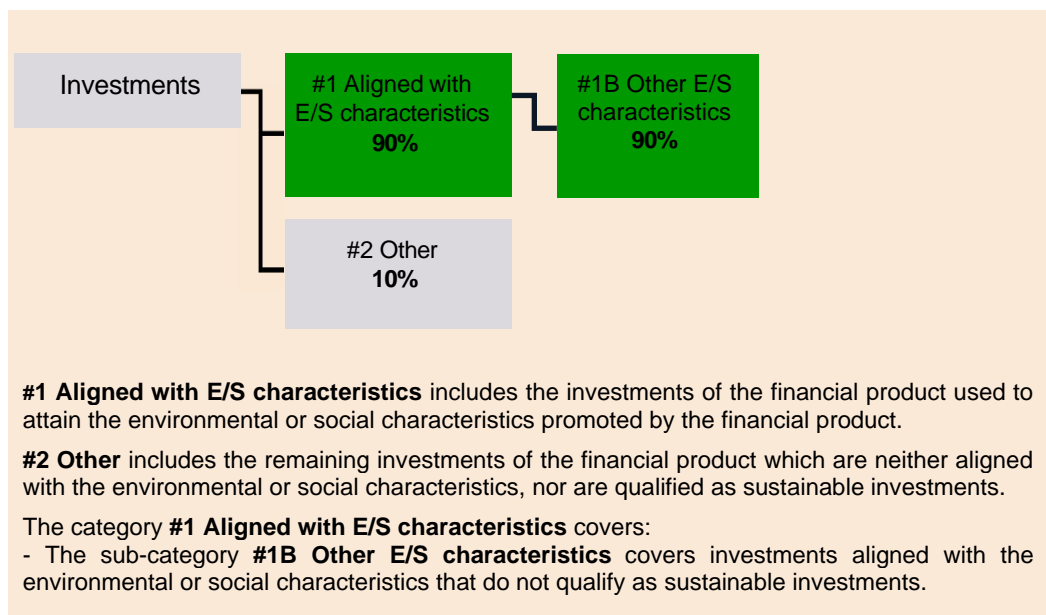 Investments
#1 Aligned with
E/S characteristics
90%
#1B Other E/S
characteristics
90%
#2 Other
10%
#1 Aligned with E/S characteristics includes the investments of the financial product used to
attain the environmental or social characteristics promoted by the financial product.
#2 Other includes the remaining investments of the financial product which are neither aligned
with the environmental or social characteristics, nor are qualified as sustainable investments.
The category #1 Aligned with E/S characteristics covers:
- The sub-category #1B Other E/S characteristics covers investments aligned with the
environmental or social characteristics that do not qualify as sustainable investments.